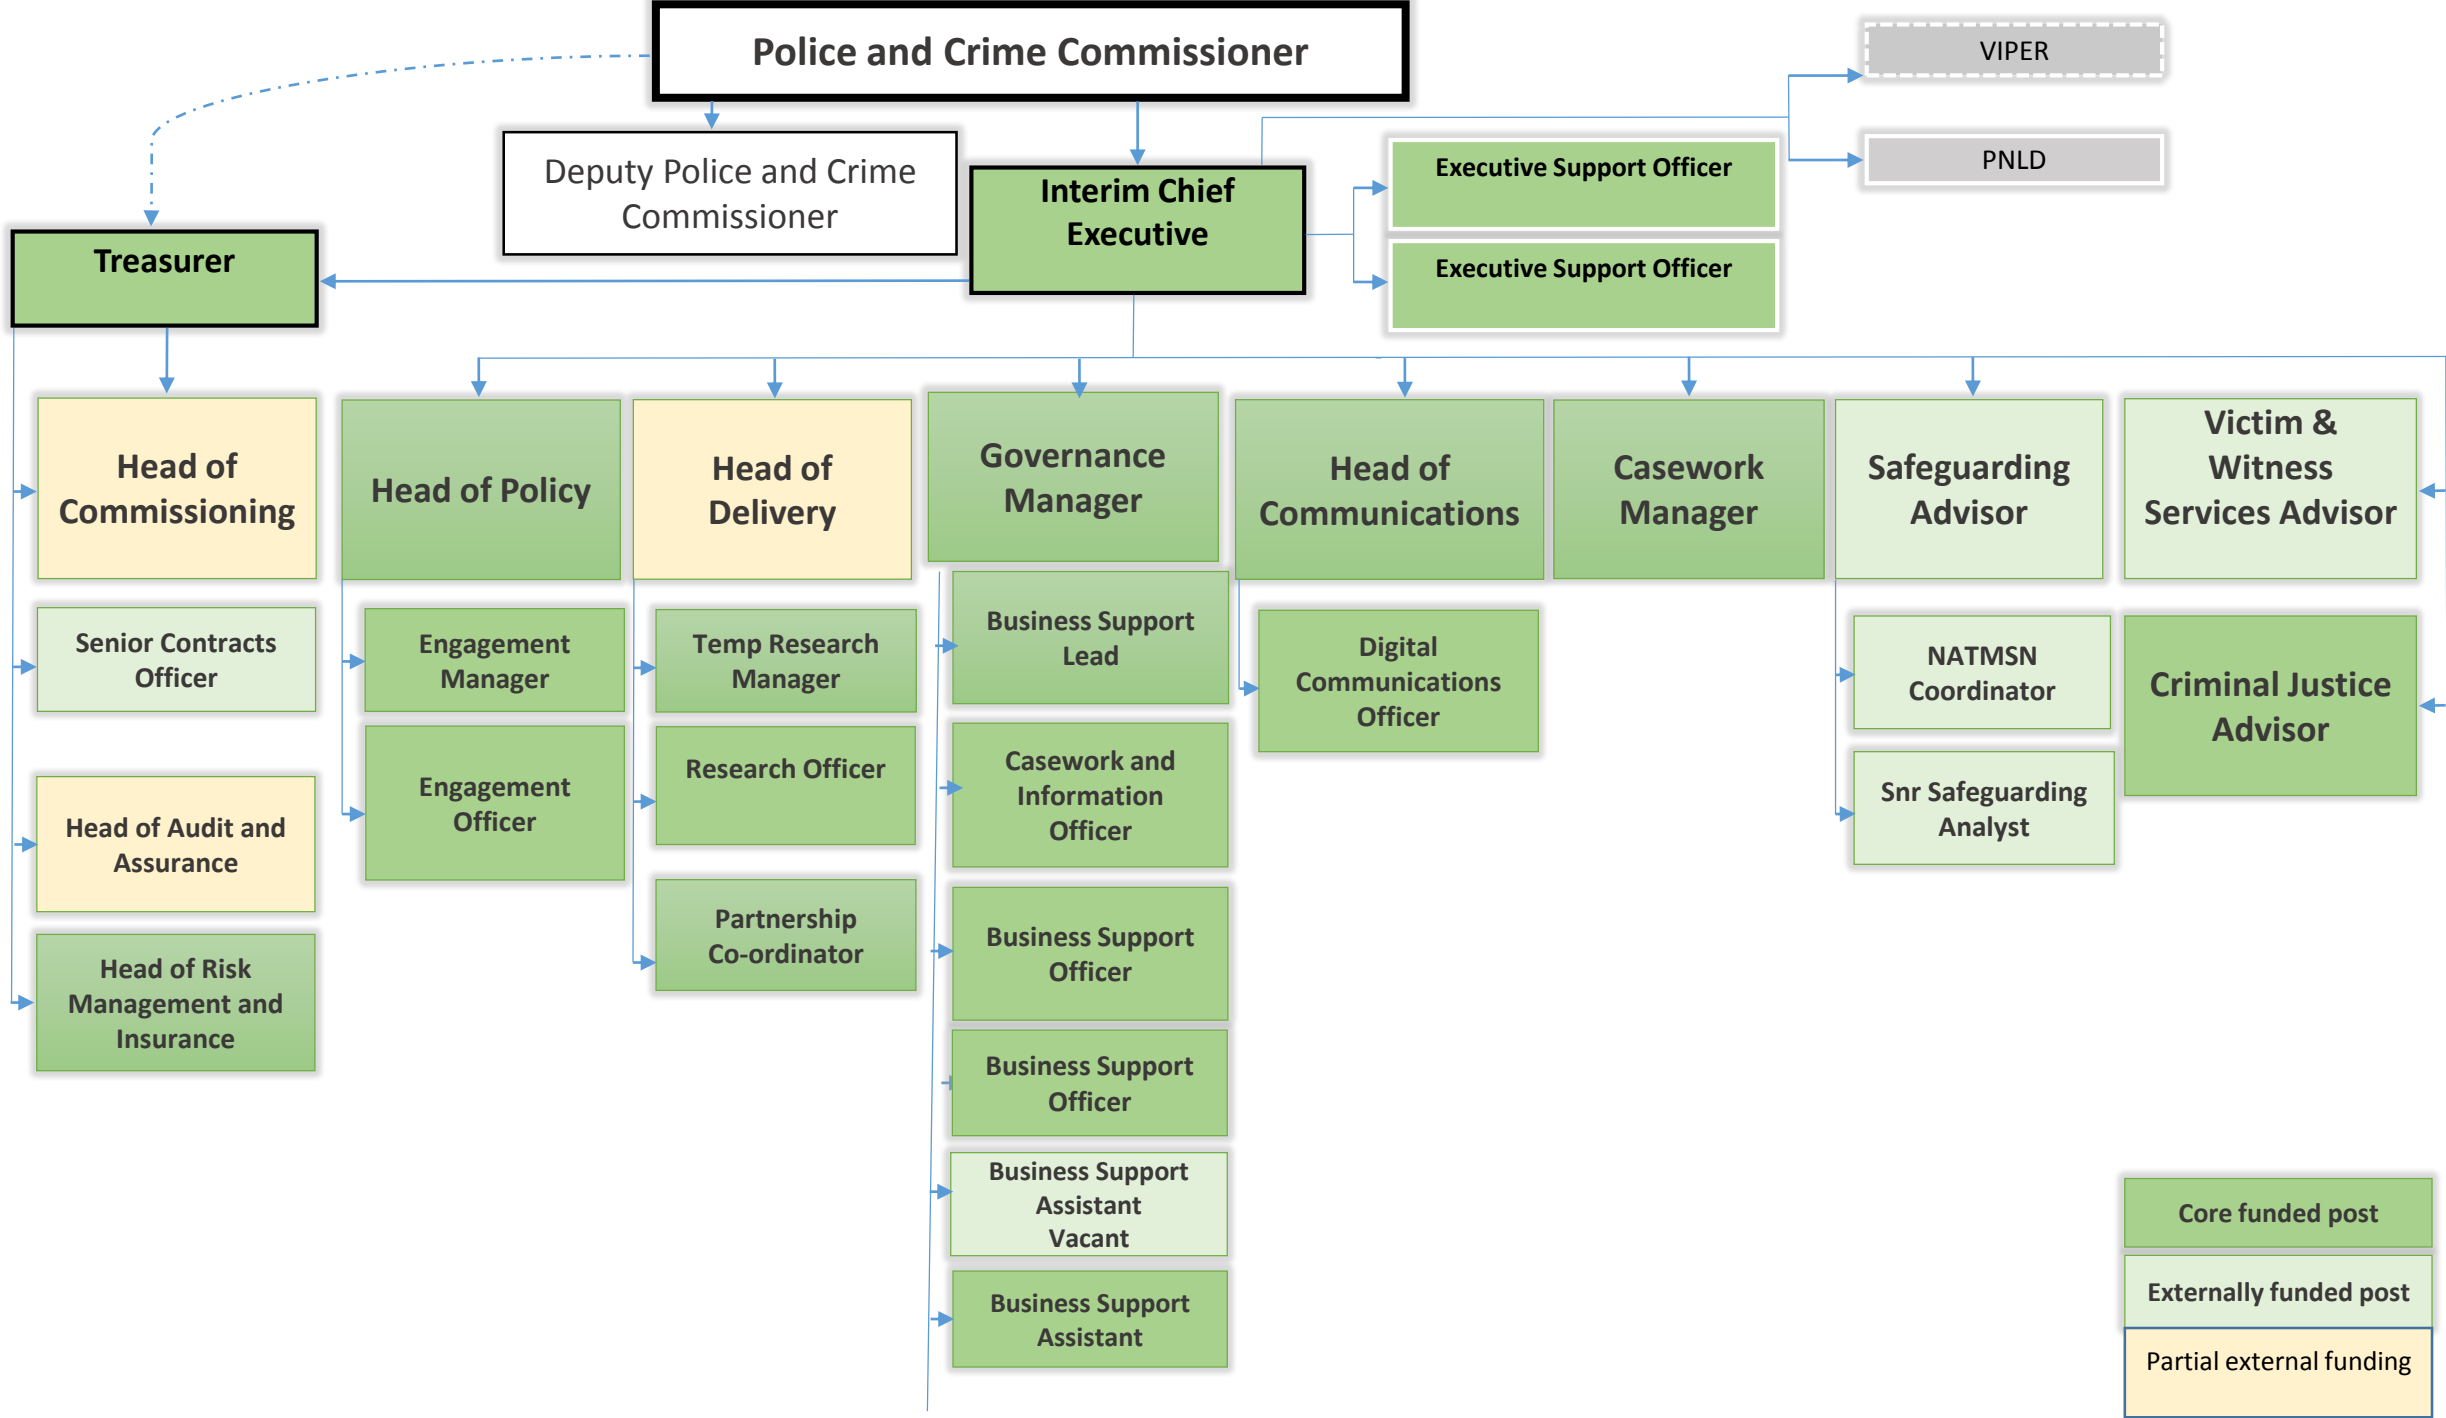 Police and Crime Commissioner
VIPER
PNLD
Deputy Police and Crime
Commissioner
Interim Chief
Executive
Executive Support Officer
Executive Support Officer
Treasurer
Head of
Commissioning
Head of Policy
Head of
Delivery
Governance
Manager
Head of
Communications
Casework
Manager
Safeguarding
Advisor
Victim &
Witness
Services Advisor
Senior Contracts
Officer
Head of Audit and
Assurance
Head of Risk
Management and
Insurance
Engagement
Manager
Engagement
Officer
Temp Research
Manager
Research Officer
Partnership
Co-ordinator
Business Support
Lead
Casework and
Information
Officer
Business Support
Officer
Business Support
Officer
Business Support
Assistant
Vacant
Business Support
Assistant
Digital
Communications
Officer
NATMSN
Coordinator
Snr Safeguarding
Analyst
Criminal Justice
Advisor
Core funded post
Externally funded post
Partial external funding